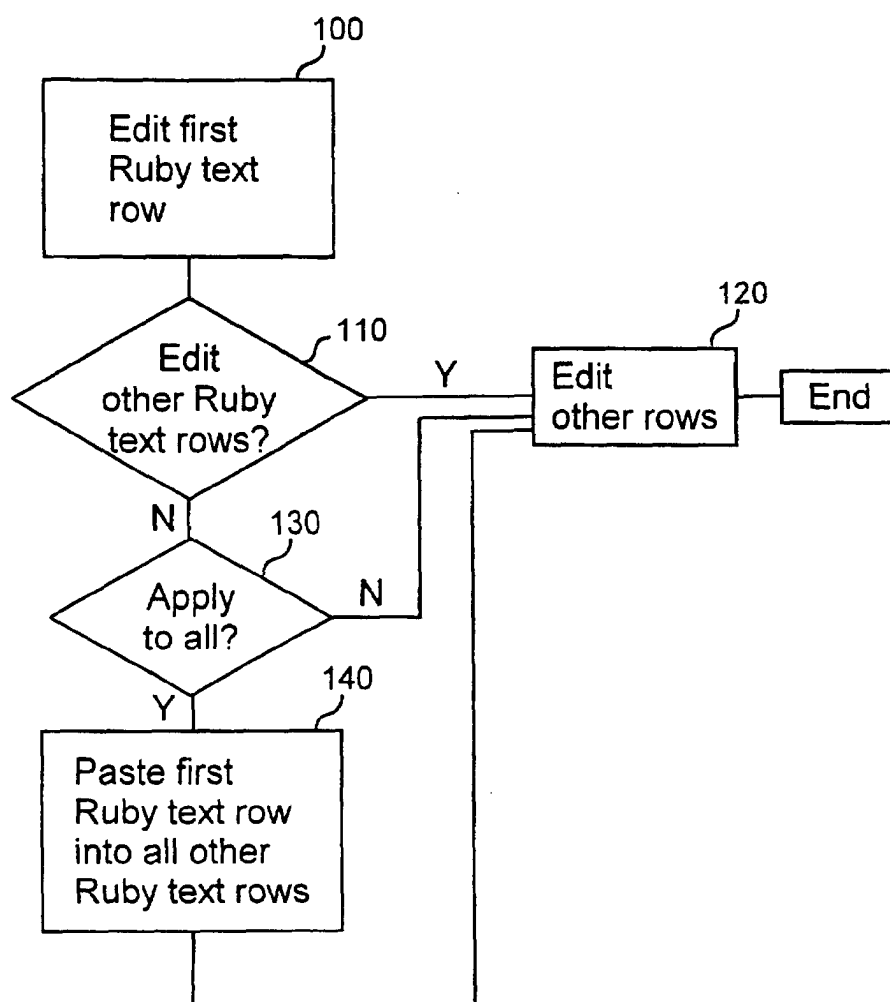 100
Edit first
Ruby text
row
110
Edit
other Ruby
text rows?
Y
120
Edit
other rows
End
N
130
Apply
to all?
N
Y
140
Paste first
Ruby text row
into all other
Ruby text rows